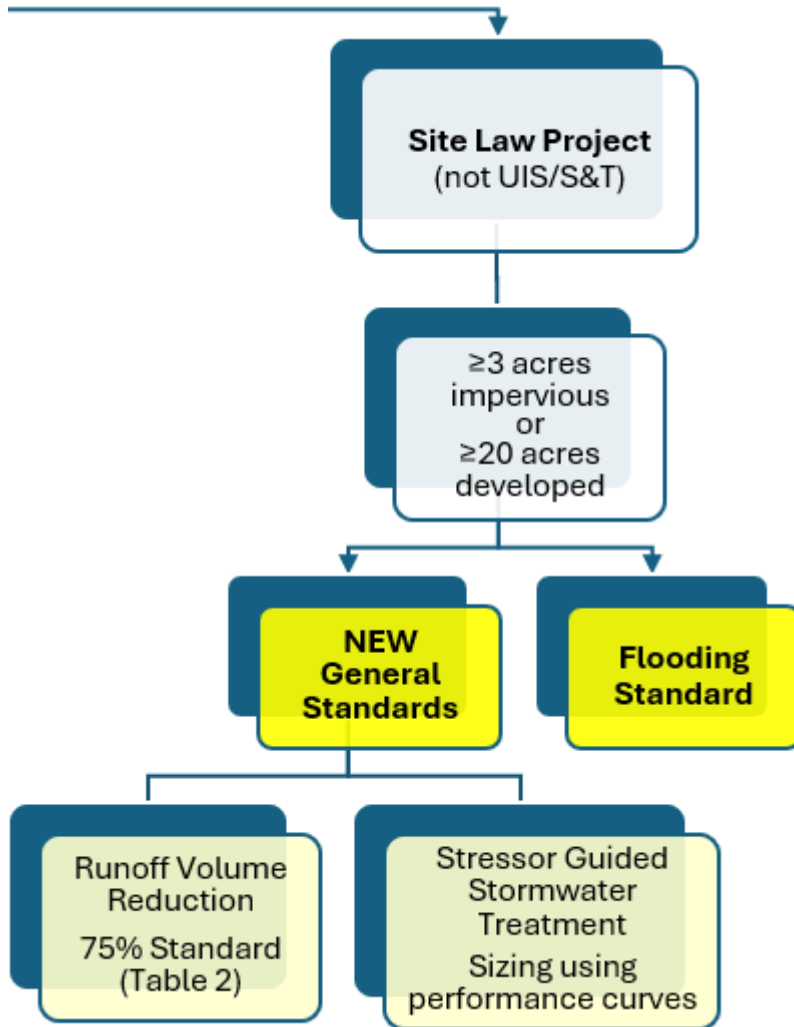 Site Law Project
(not UIS/S&T)
≥3 acres
impervious
or
≥20 acres
developed
NEW
General
Standards
Flooding
Standard
Runoff Volume
Reduction
75% Standard
(Table 2)
Stressor Guided
Stormwater
Treatment
Sizing using
performance curves